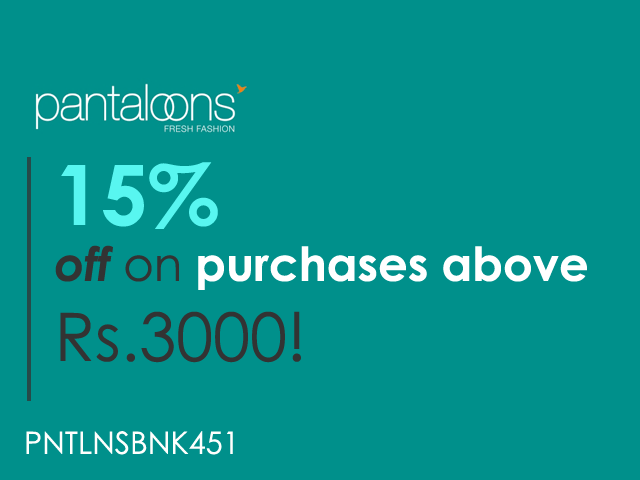 pantaloons
FRESH FASHION
15%
off on purchases above
Rs.3000!
PNTLNSBNK451